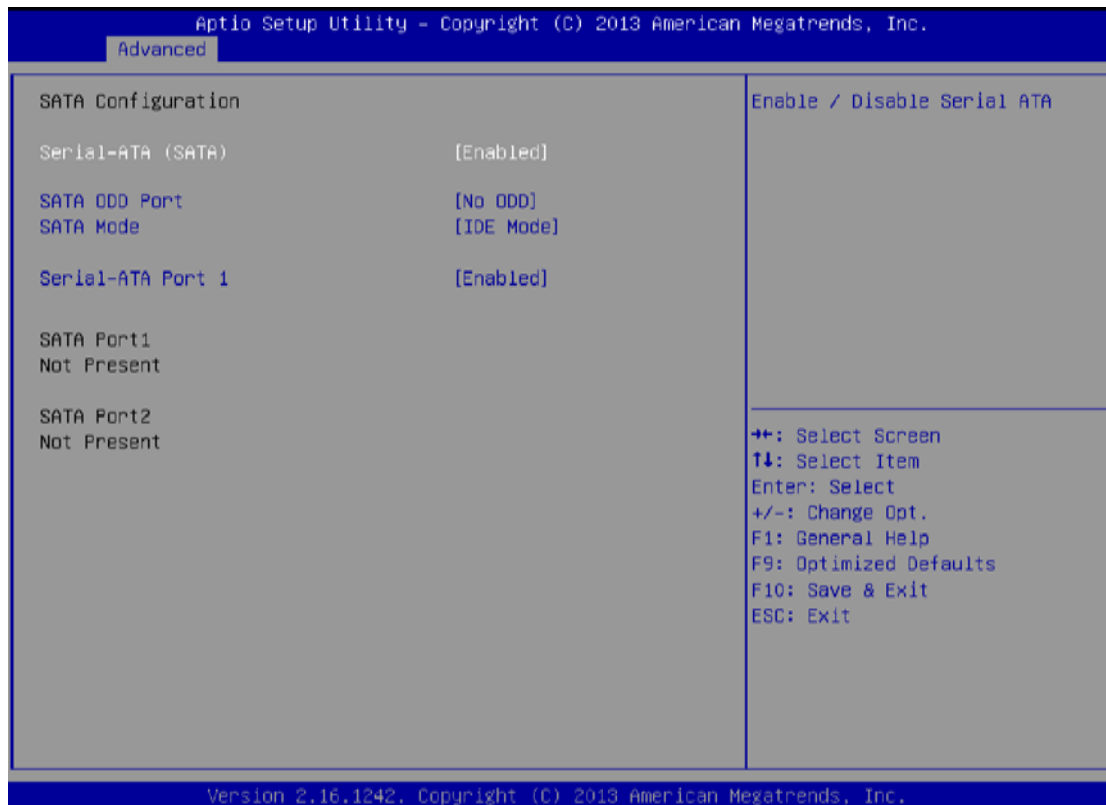 Aptio Setup Utility – Copyright (C) 2013 American Megatrends, Inc.
Advanced
SATA Configuration
Serial-ATA (SATA) [Enabled]
SATA ODD Port [No ODD]
SATA Mode [IDE Mode]
Serial-ATA Port 1 [Enabled]
SATA Port1
Not Present
SATA Port2
Not Present
Enable / Disable Serial ATA
→←: Select Screen
↑↓: Select Item
Enter: Select
+/-: Change Opt.
F1: General Help
F9: Optimized Defaults
F10: Save & Exit
ESC: Exit
Version 2.16.1242. Copyright (C) 2013 American Megatrends, Inc.